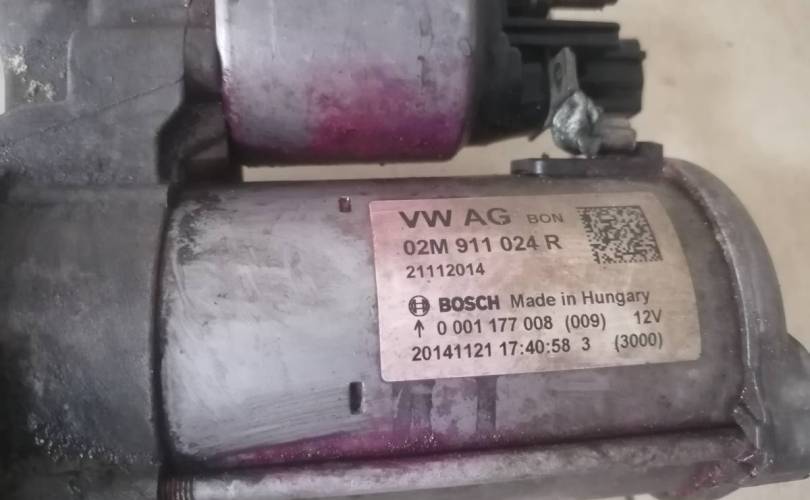 VW AG BON
02M 911 024 R
21112014
BOSCH Made in Hungary
↑ 0 001 177 008 (009) 12V
20141121 17:40:58 3 (3000)